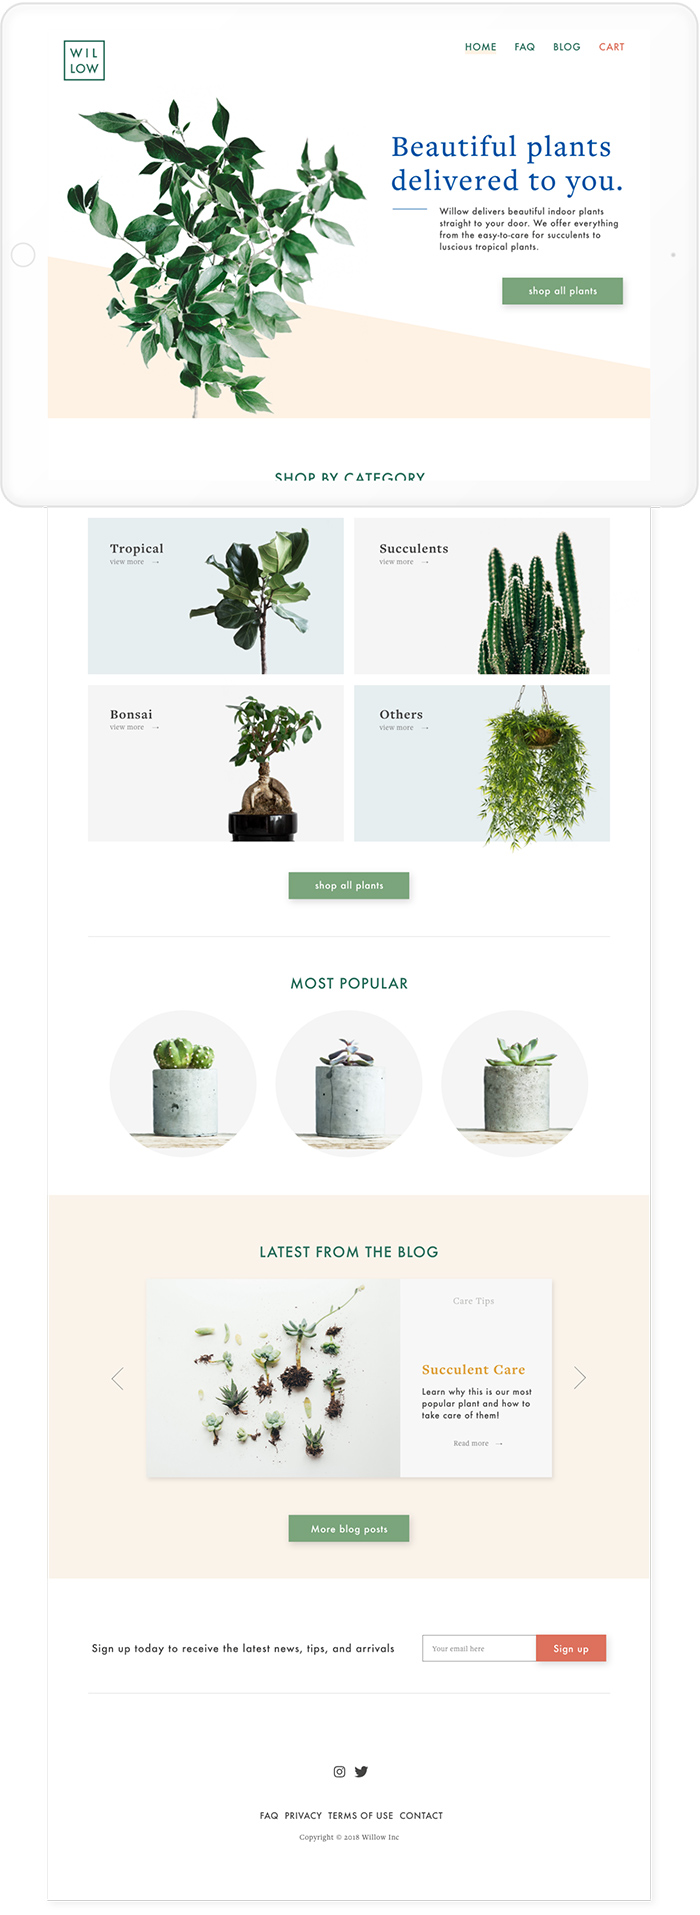 WIL
LOW
HOME FAQ BLOG CART
Beautiful plants
delivered to you.
Willow delivers beautiful indoor plants
straight to your door. We offer everything
from the easy-to-care for succulents to
luscious tropical plants.
shop all plants
SHOP BY CATEGORY
Tropical
view more →
Succulents
view more →
Bonsai
view more →
Others
view more →
shop all plants
MOST POPULAR
LATEST FROM THE BLOG
Care Tips
Succulent Care
Learn why this is our most
popular plant and how to
take care of them!
Read more →
More blog posts
Sign up today to receive the latest news, tips, and arrivals
Your email here
Sign up
FAQ PRIVACY TERMS OF USE CONTACT
Copyright © 2018 Willow Inc